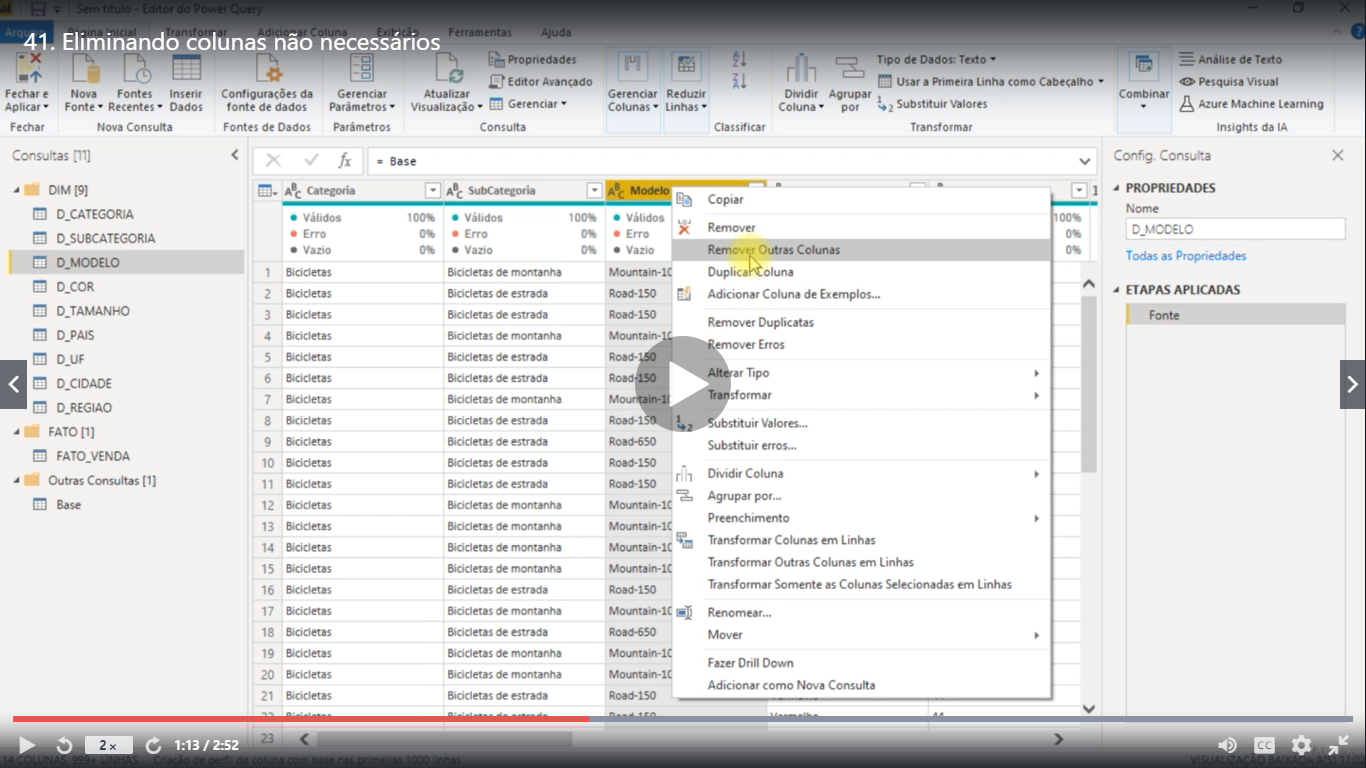 Sem título - Editor do Power Query
41. Eliminando colunas não necessários
Arquivo Página Inicial Transformar Adicionar Coluna Exibição Ferramentas Ajuda
Fechar e Aplicar
Fechar
Nova Fonte
Fontes Recentes
Inserir Dados
Nova Consulta
Configurações da fonte de dados
Fontes de Dados
Gerenciar Parâmetros
Parâmetros
Atualizar Visualização
Propriedades
Editor Avançado
Gerenciar
Consulta
Gerenciar Colunas
Reduzir Linhas
Classificar
Dividir Coluna
Agrupar por
Tipo de Dados: Texto
Usar a Primeira Linha como Cabeçalho
Substituir Valores
Transformar
Combinar
Análise de Texto
Pesquisa Visual
Azure Machine Learning
Insights da IA
Consultas [11]
DIM [9]
D_CATEGORIA
D_SUBCATEGORIA
D_MODELO
D_COR
D_TAMANHO
D_PAIS
D_UF
D_CIDADE
D_REGIAO
FATO [1]
FATO_VENDA
Outras Consultas [1]
Base
= Base
Categoria SubCategoria Modelo
Válidos 100% Válidos 100% Válidos 100%
Erro 0% Erro 0% Erro 0%
Vazio 0% Vazio 0% Vazio 0%
1 Bicicletas Bicicletas de montanha Mountain-10
2 Bicicletas Bicicletas de estrada Road-150
3 Bicicletas Bicicletas de estrada Road-150
4 Bicicletas Bicicletas de montanha Mountain-10
5 Bicicletas Bicicletas de estrada Road-150
6 Bicicletas Bicicletas de estrada Road-150
7 Bicicletas Bicicletas de montanha Mountain-10
8 Bicicletas Bicicletas de estrada Road-150
9 Bicicletas Bicicletas de estrada Road-650
10 Bicicletas Bicicletas de estrada Road-150
11 Bicicletas Bicicletas de estrada Road-150
12 Bicicletas Bicicletas de montanha Mountain-10
13 Bicicletas Bicicletas de montanha Mountain-10
14 Bicicletas Bicicletas de montanha Mountain-10
15 Bicicletas Bicicletas de montanha Mountain-10
16 Bicicletas Bicicletas de estrada Road-150
17 Bicicletas Bicicletas de montanha Mountain-10
18 Bicicletas Bicicletas de estrada Road-650
19 Bicicletas Bicicletas de montanha Mountain-10
20 Bicicletas Bicicletas de montanha Mountain-10
21 Bicicletas Bicicletas de estrada Road-150
22 Bicicletas Bicicletas de estrada Road-150 Vermelho 44
23
Copiar
Remover
Remover Outras Colunas
Duplicar Coluna
Adicionar Coluna de Exemplos...
Remover Duplicatas
Remover Erros
Alterar Tipo
Transformar
Substituir Valores...
Substituir erros...
Dividir Coluna
Agrupar por...
Preenchimento
Transformar Colunas em Linhas
Transformar Outras Colunas em Linhas
Transformar Somente as Colunas Selecionadas em Linhas
Renomear...
Mover
Fazer Drill Down
Adicionar como Nova Consulta
Config. Consulta
PROPRIEDADES
Nome
D_MODELO
Todas as Propriedades
ETAPAS APLICADAS
Fonte
2× 1:13 / 2:52 CC
14 COLUNAS, 999+ LINHAS Criação de perfil de coluna com base nas primeiras 1000 linhas